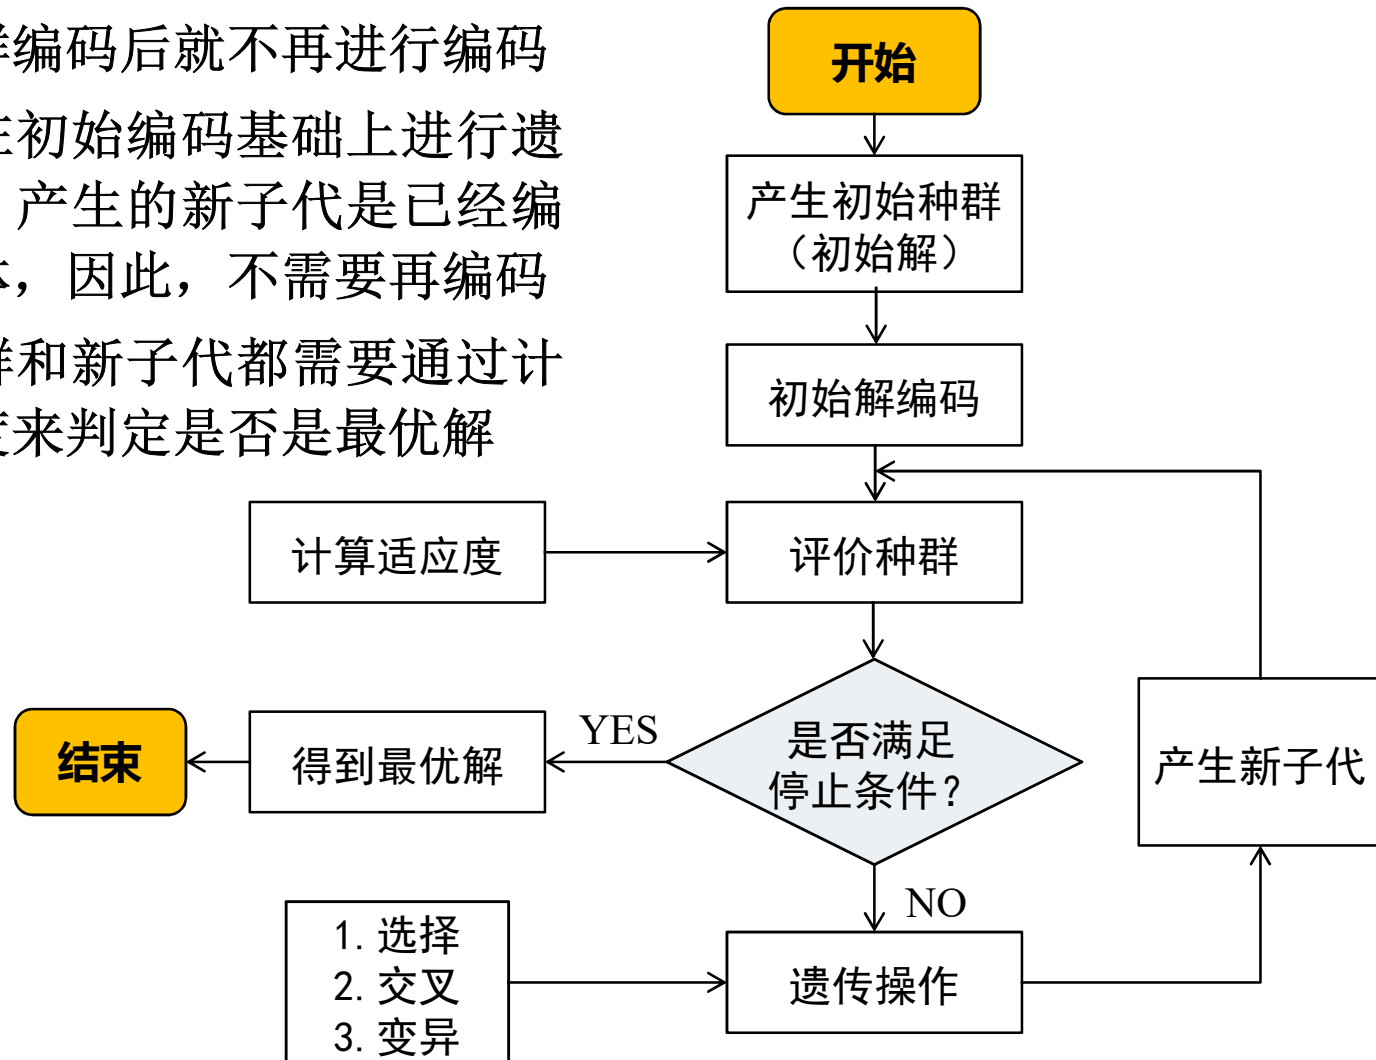 群编码后就不再进行编码
在初始编码基础上进行遗
产生的新子代是已经编
体，因此，不需要再编码
群和新子代都需要通过计
度来判定是否是最优解
开始
产生初始种群
（初始解）
初始解编码
计算适应度
评价种群
是否满足
停止条件？
YES
得到最优解
结束
产生新子代
NO
1. 选择
2. 交叉
3. 变异
遗传操作